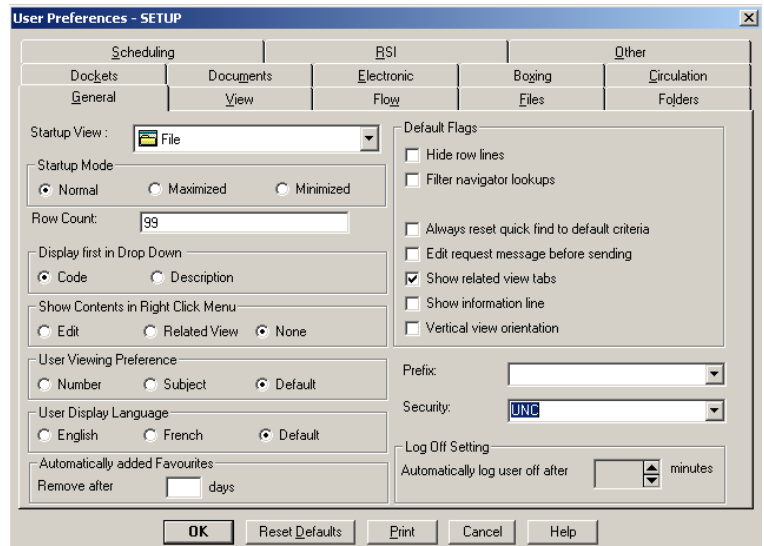 User Preferences - SETUP
Scheduling RSI Other
Dockets Documents Electronic Boxing Circulation
General View Flow Files Folders
Startup View : File
Startup Mode
Normal Maximized Minimized
Row Count: 99
Display first in Drop Down
Code Description
Show Contents in Right Click Menu
Edit Related View None
User Viewing Preference
Number Subject Default
User Display Language
English French Default
Automatically added Favourites
Remove after days
Default Flags
Hide row lines
Filter navigator lookups
Always reset quick find to default criteria
Edit request message before sending
Show related view tabs
Show information line
Vertical view orientation
Prefix:
Security: UNC
Log Off Setting
Automatically log user off after minutes
OK Reset Defaults Print Cancel Help